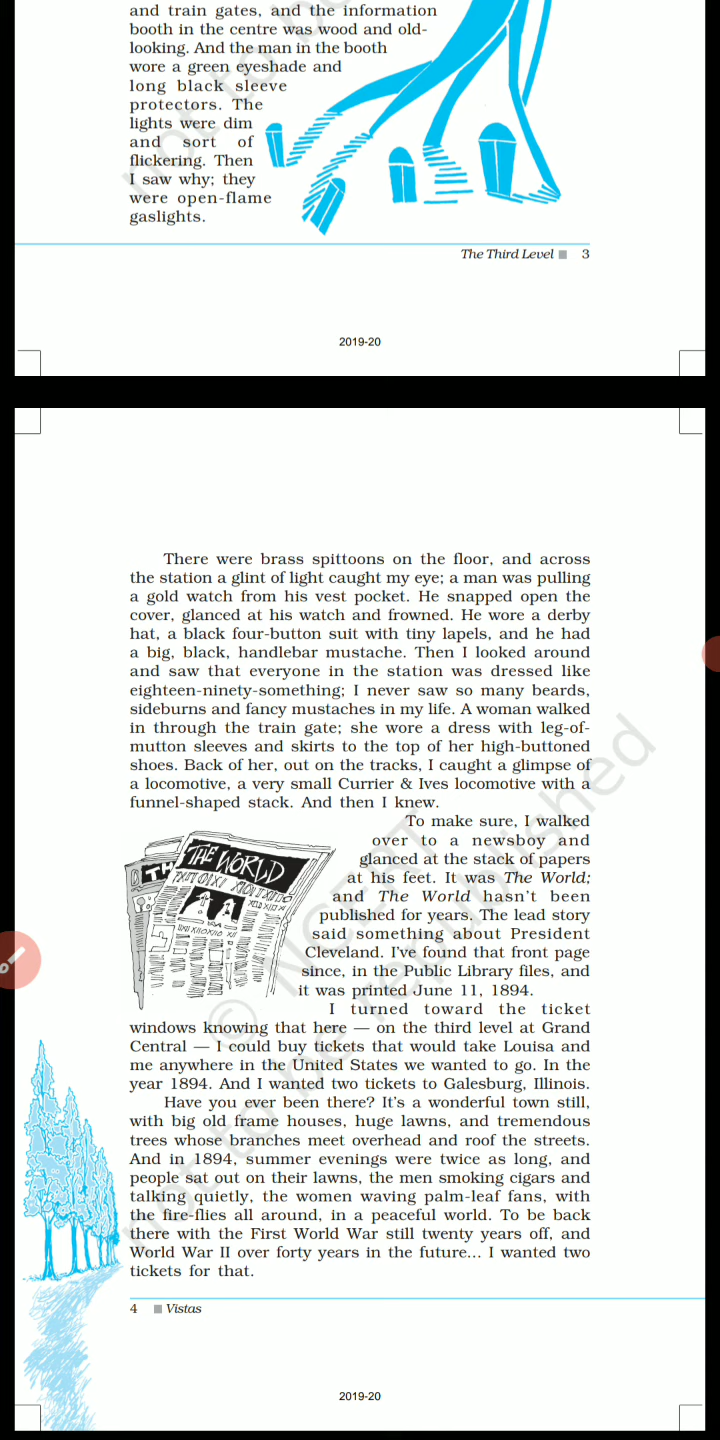 and train gates, and the information
booth in the centre was wood and old-
looking. And the man in the booth
wore a green eyeshade and
long black sleeve
protectors. The
lights were dim
and sort of
flickering. Then
I saw why; they
were open-flame
gaslights.
The Third Level 3
2019-20
There were brass spittoons on the floor, and across
the station a glint of light caught my eye; a man was pulling
a gold watch from his vest pocket. He snapped open the
cover, glanced at his watch and frowned. He wore a derby
hat, a black four-button suit with tiny lapels, and he had
a big, black, handlebar mustache. Then I looked around
and saw that everyone in the station was dressed like
eighteen-ninety-something; I never saw so many beards,
sideburns and fancy mustaches in my life. A woman walked
in through the train gate; she wore a dress with leg-of-
mutton sleeves and skirts to the top of her high-buttoned
shoes. Back of her, out on the tracks, I caught a glimpse of
a locomotive, a very small Currier & Ives locomotive with a
funnel-shaped stack. And then I knew.
To make sure, I walked
over to a newsboy and
glanced at the stack of papers
at his feet. It was The World;
and The World hasn't been
published for years. The lead story
said something about President
Cleveland. I've found that front page
since, in the Public Library files, and
it was printed June 11, 1894.
THE WORLD
TH
I turned toward the ticket
windows knowing that here — on the third level at Grand
Central — I could buy tickets that would take Louisa and
me anywhere in the United States we wanted to go. In the
year 1894. And I wanted two tickets to Galesburg, Illinois.
Have you ever been there? It's a wonderful town still,
with big old frame houses, huge lawns, and tremendous
trees whose branches meet overhead and roof the streets.
And in 1894, summer evenings were twice as long, and
people sat out on their lawns, the men smoking cigars and
talking quietly, the women waving palm-leaf fans, with
the fire-flies all around, in a peaceful world. To be back
there with the First World War still twenty years off, and
World War II over forty years in the future... I wanted two
tickets for that.
4 Vistas
2019-20
© NCERT
not to be republished
not to be